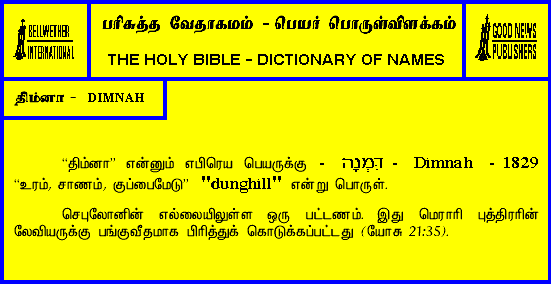 BELLWETHER
INTERNATIONAL
பரிசுத்த வேதாகமம் - பெயர் பொருள்விளக்கம்
THE HOLY BIBLE - DICTIONARY OF NAMES
GOOD NEWS
PUBLISHERS
திம்னா - DIMNAH
“திம்னா” என்னும் எபிரெய பெயருக்கு - דִּמְנָה - Dimnah - 1829
“உரம், சாணம், குப்பைமேடு” "dunghill" என்று பொருள்.
செபுலோனின் எல்லையிலுள்ள ஒரு பட்டணம். இது மெராரி புத்திரரின்
லேவியருக்கு பங்குவீதமாக பிரித்துக் கொடுக்கப்பட்டது (யோசு 21:35).